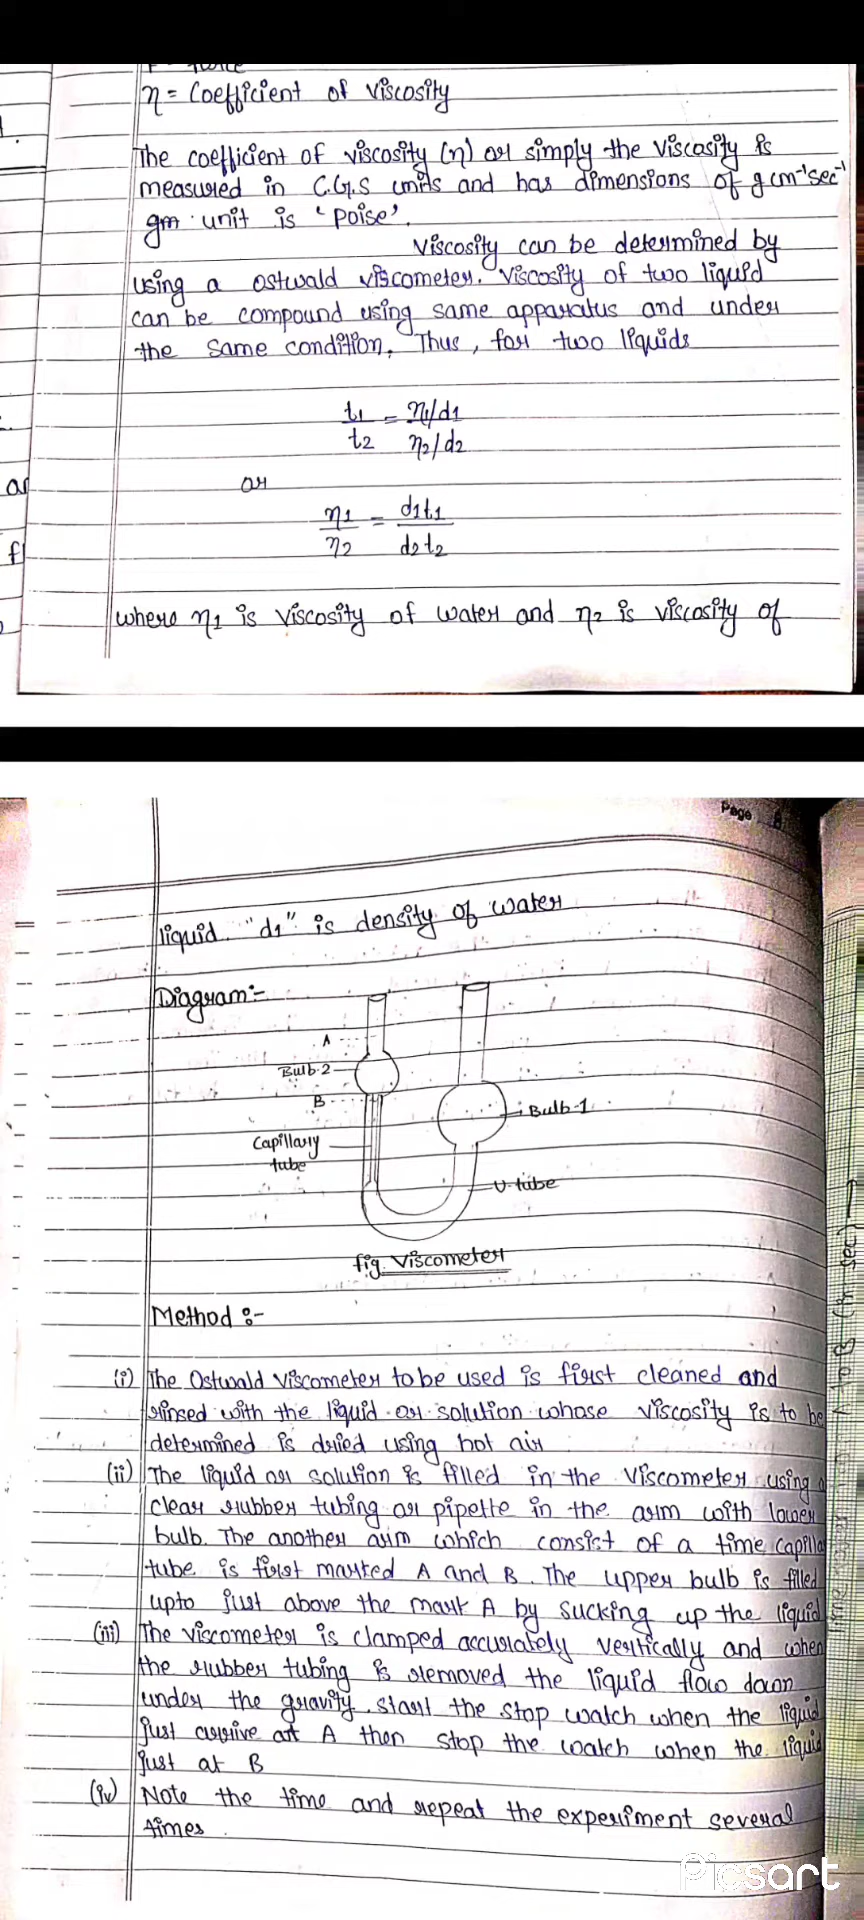 η = Coefficient of Viscosity
The coefficient of viscosity (η) or simply the viscosity is
measured in C.G.S units and has dimensions of g cm⁻¹ sec⁻¹
gm unit is 'poise'.
Viscosity can be determined by
using a ostwald viscometer. Viscosity of two liquid
can be compound using same apparatus and under
the same condition. Thus, for two liquids
t1/t2 = η1/d1 / η2/d2
or
η1/η2 = d1t1/d2t2
where η1 is viscosity of water and η2 is viscosity of
Page
liquid. "d1" is density of water
Diagram:-
A
Bulb-2
B
Bulb-1
Capillary
tube
U-tube
fig. Viscometer
Method :-
(i) The Ostwald viscometer to be used is first cleaned and
rinsed with the liquid or solution whose viscosity is to be
determined is dried using hot air
(ii) The liquid or solution is filled in the viscometer using a
clear rubber tubing or pipette in the arm with lower
bulb. The another arm which consist of a time capilla
tube is first marked A and B. The upper bulb is filled
upto just above the mark A by sucking up the liquid
(iii) The viscometer is clamped accurately vertically and when
the rubber tubing is removed the liquid flow down
under the gravity. start the stop watch when the liquid
just arrive at A then stop the watch when the liquid
just at B
(iv) Note the time and repeat the experiment several
times.
Picsart